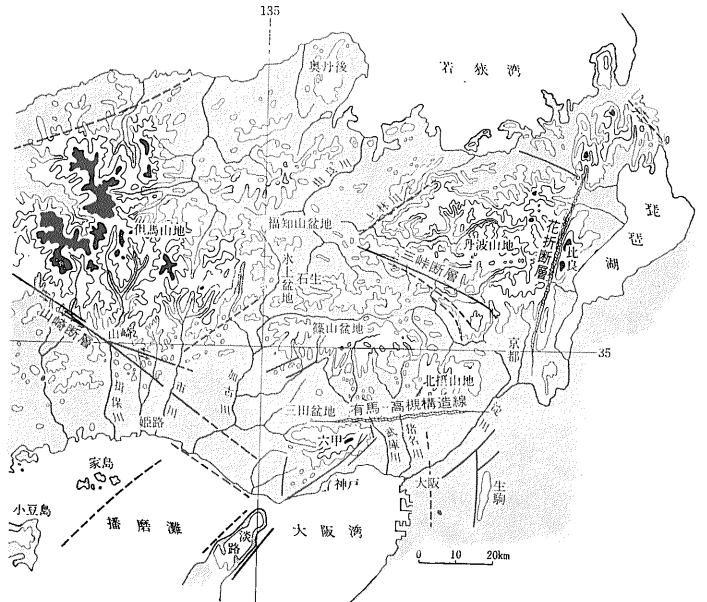 135
奥丹後
若狭湾
由良川
上林川
琵琶湖
但馬山地
福知山盆地
丹波山地
花折断層
比良
氷上盆地
石生
三峠断層
山崎断層
山崎
篠山盆地
京都
35
揖保川
市川
加古川
北摂山地
姫路
三田盆地
有馬-高槻構造線
淀川
六甲
武庫川
猪名川
家島
神戸
大阪
生駒
小豆島
播磨灘
淡路
大阪湾
0 10 20km